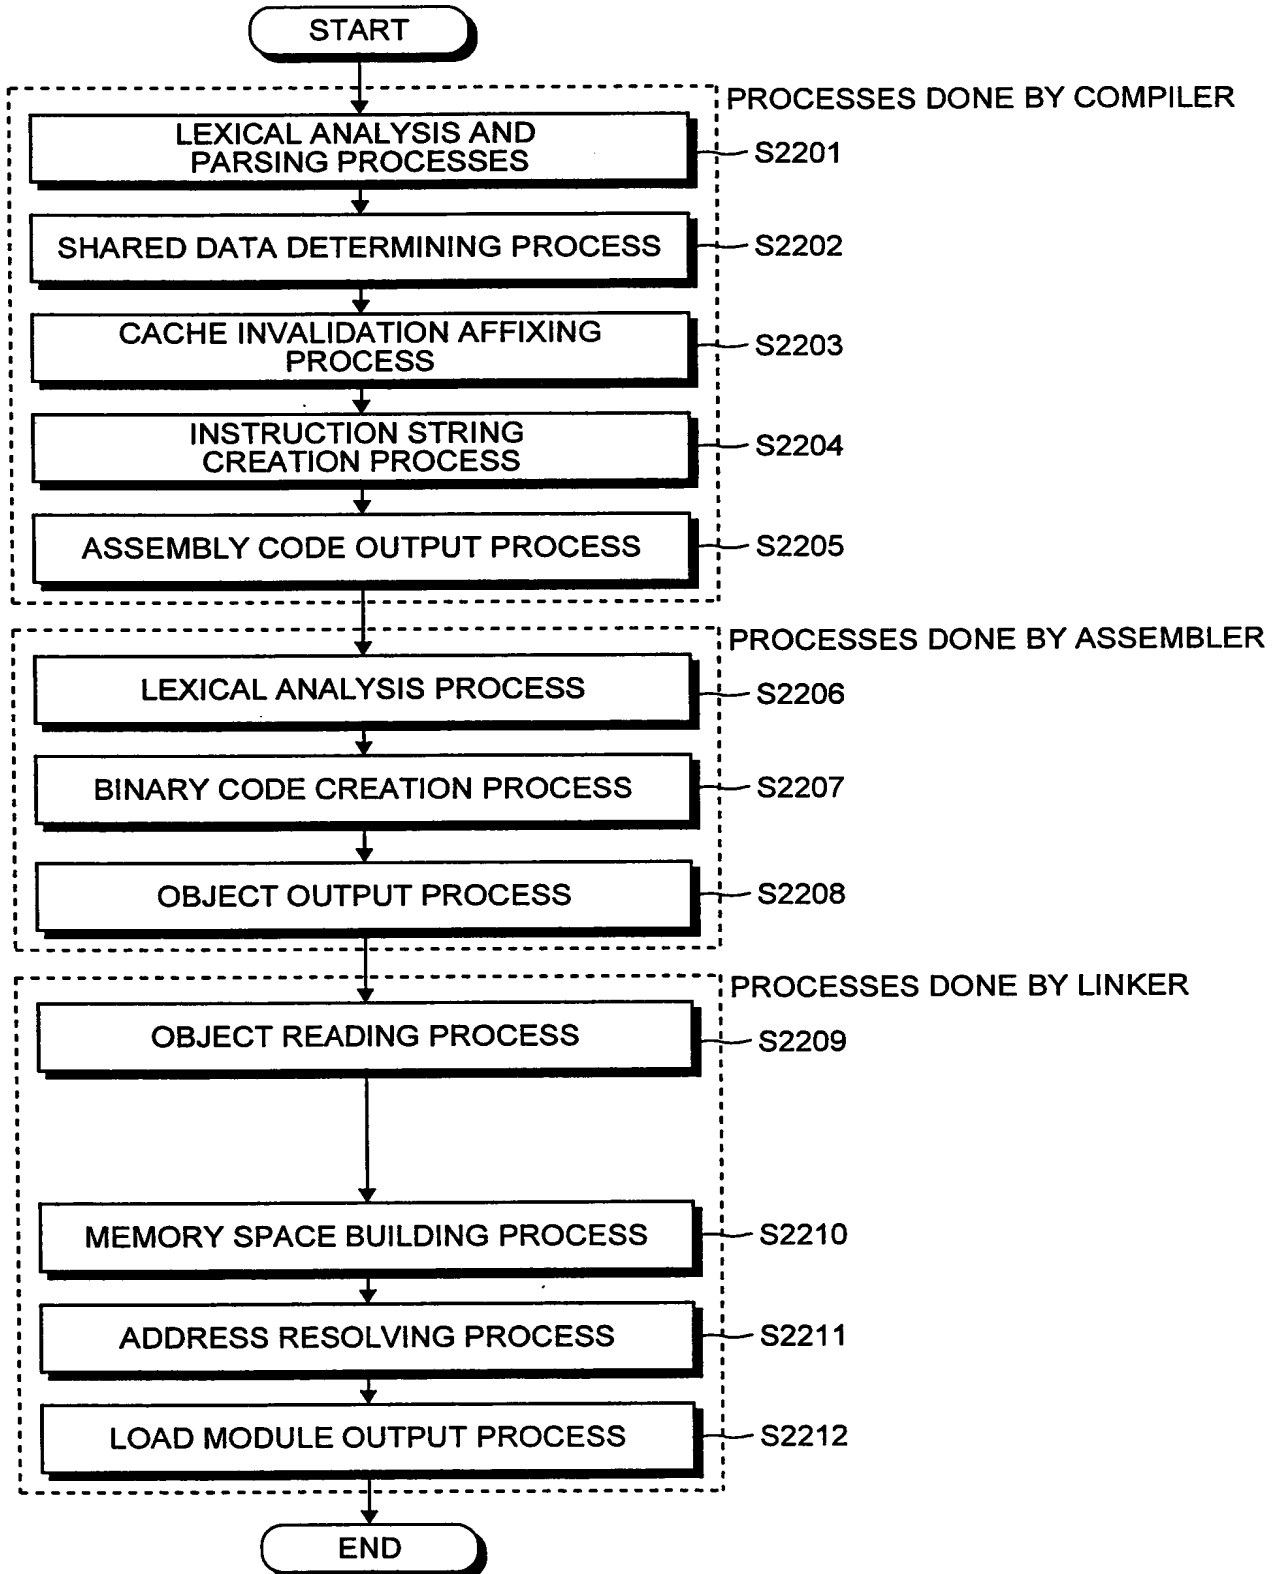 START
PROCESSES DONE BY COMPILER
LEXICAL ANALYSIS AND
PARSING PROCESSES
S2201
SHARED DATA DETERMINING PROCESS
S2202
CACHE INVALIDATION AFFIXING
PROCESS
S2203
INSTRUCTION STRING
CREATION PROCESS
S2204
ASSEMBLY CODE OUTPUT PROCESS
S2205
PROCESSES DONE BY ASSEMBLER
LEXICAL ANALYSIS PROCESS
S2206
BINARY CODE CREATION PROCESS
S2207
OBJECT OUTPUT PROCESS
S2208
PROCESSES DONE BY LINKER
OBJECT READING PROCESS
S2209
MEMORY SPACE BUILDING PROCESS
S2210
ADDRESS RESOLVING PROCESS
S2211
LOAD MODULE OUTPUT PROCESS
S2212
END